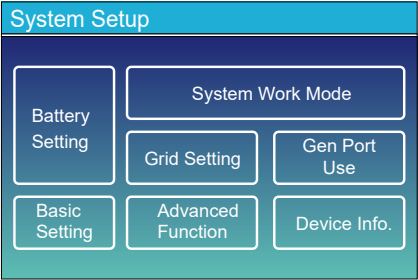 System Setup
Battery
Setting
System Work Mode
Grid Setting
Gen Port
Use
Basic
Setting
Advanced
Function
Device Info.